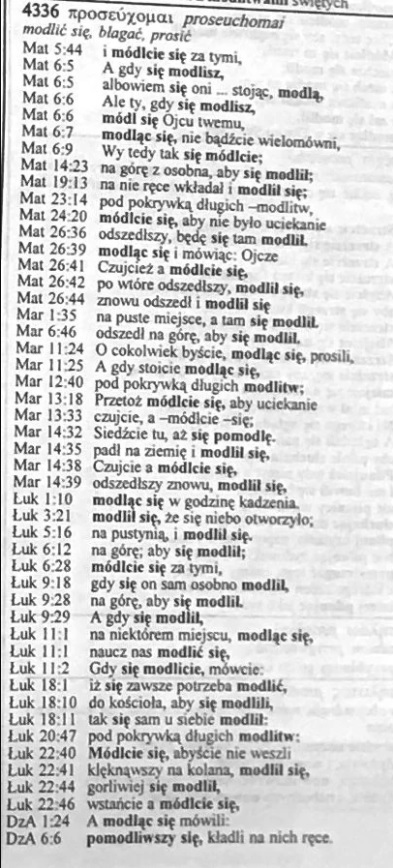 modlitwami świętych
4336 προσεύχομαι proseuchomai
modlić się, błagać, prosić
Mat 5:44 i módlcie się za tymi,
Mat 6:5 A gdy się modlisz,
Mat 6:5 albowiem się oni ... stojąc, modlą,
Mat 6:6 Ale ty, gdy się modlisz,
Mat 6:6 módl się Ojcu twemu,
Mat 6:7 modląc się, nie bądźcie wielomówni,
Mat 6:9 Wy tedy tak się módlcie;
Mat 14:23 na górę z osobna, aby się modlił;
Mat 19:13 na nie ręce wkładał i modlił się;
Mat 23:14 pod pokrywką długich –modlitw,
Mat 24:20 módlcie się, aby nie było uciekanie
Mat 26:36 odszedłszy, będę się tam modlił.
Mat 26:39 modląc się i mówiąc: Ojcze
Mat 26:41 Czujcież a módlcie się,
Mat 26:42 po wtóre odszedłszy, modlił się,
Mat 26:44 znowu odszedł i modlił się
Mar 1:35 na puste miejsce, a tam się modlił.
Mar 6:46 odszedł na górę, aby się modlił.
Mar 11:24 O cokolwiek byście, modląc się, prosili,
Mar 11:25 A gdy stoicie modląc się,
Mar 12:40 pod pokrywką długich modlitw;
Mar 13:18 Przetoż módlcie się, aby uciekanie
Mar 13:33 czujcie, a –módlcie –się;
Mar 14:32 Siedźcie tu, aż się pomodlę.
Mar 14:35 padł na ziemię i modlił się,
Mar 14:38 Czujcie a módlcie się,
Mar 14:39 odszedłszy znowu, modlił się,
Łuk 1:10 modląc się w godzinę kadzenia.
Łuk 3:21 modlił się, że się niebo otworzyło;
Łuk 5:16 na pustynią, i modlił się.
Łuk 6:12 na górę; aby się modlił;
Łuk 6:28 módlcie się za tymi,
Łuk 9:18 gdy się on sam osobno modlił,
Łuk 9:28 na górę, aby się modlił.
Łuk 9:29 A gdy się modlił,
Łuk 11:1 na niektórém miejscu, modląc się,
Łuk 11:1 naucz nas modlić się,
Łuk 11:2 Gdy się modlicie, mówcie:
Łuk 18:1 iż się zawsze potrzeba modlić,
Łuk 18:10 do kościoła, aby się modlili,
Łuk 18:11 tak się sam u siebie modlił:
Łuk 20:47 pod pokrywką długich modlitw:
Łuk 22:40 Módlcie się, abyście nie weszli
Łuk 22:41 klęknąwszy na kolana, modlił się,
Łuk 22:44 gorliwiej się modlił,
Łuk 22:46 wstańcie a módlcie się,
DzA 1:24 A modląc się mówili:
DzA 6:6 pomodliwszy się, kładli na nich ręce.